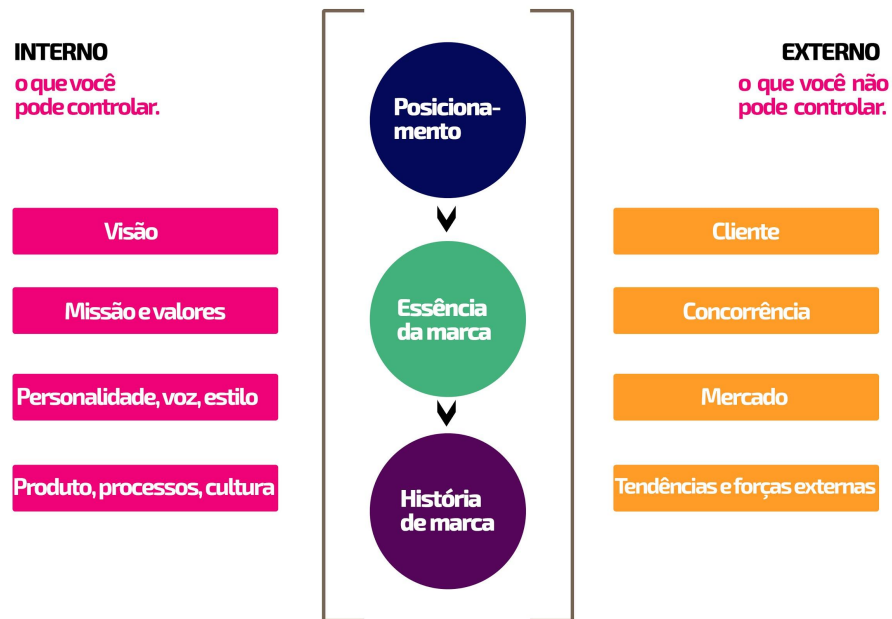 INTERNO
o que você
pode controlar.
Visão
Missão e valores
Personalidade, voz, estilo
Produto, processos, cultura
Posiciona-
mento
Essência
da marca
História
de marca
EXTERNO
o que você não
pode controlar.
Cliente
Concorrência
Mercado
Tendências e forças externas